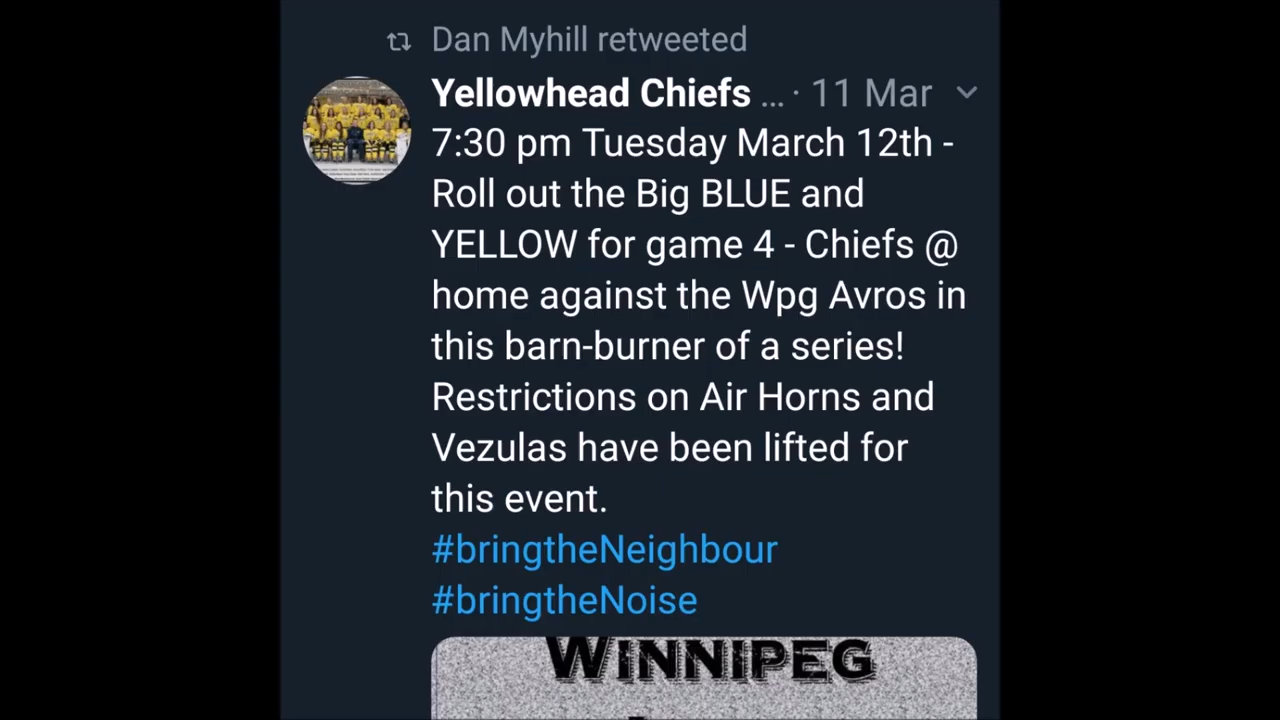 Dan Myhill retweeted
Yellowhead Chiefs ... · 11 Mar
7:30 pm Tuesday March 12th -
Roll out the Big BLUE and
YELLOW for game 4 - Chiefs @
home against the Wpg Avros in
this barn-burner of a series!
Restrictions on Air Horns and
Vezulas have been lifted for
this event.
#bringtheNeighbour
#bringtheNoise
WINNIPEG